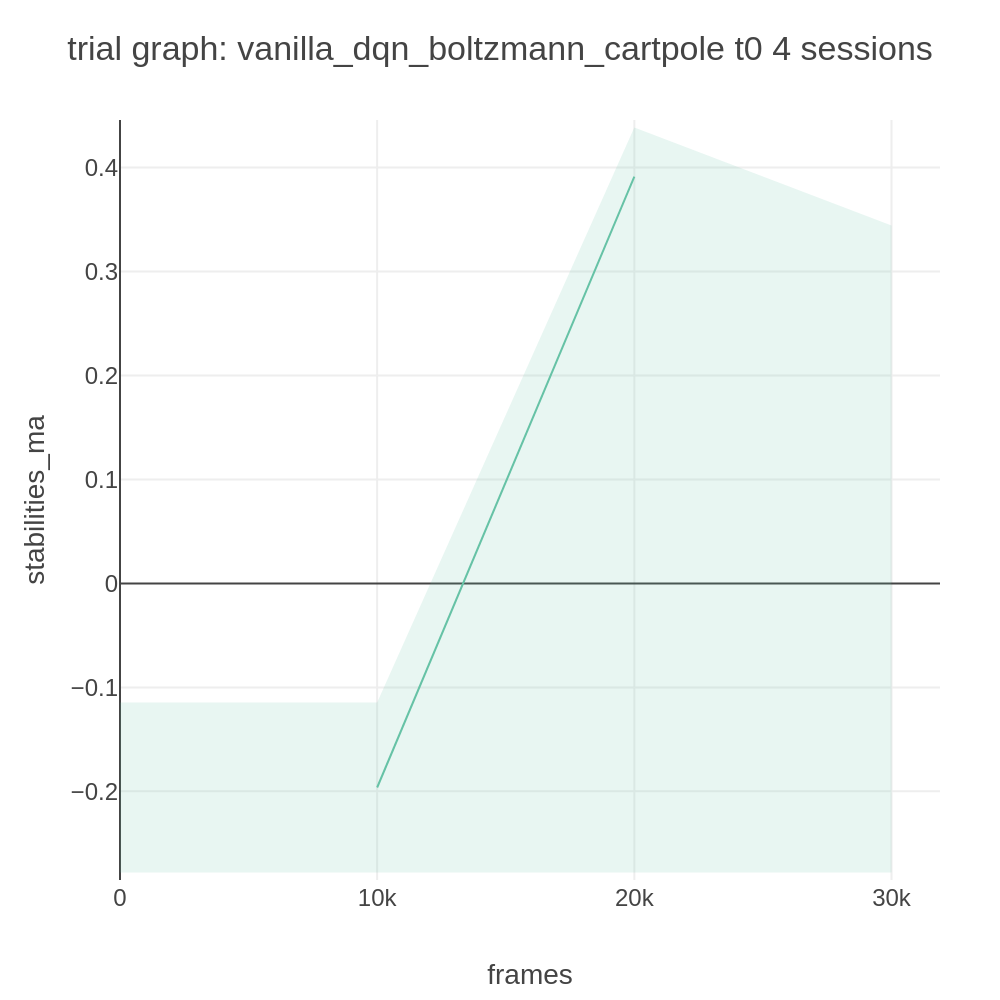 trial graph: vanilla_dqn_boltzmann_cartpole t0 4 sessions
0.4
0.3
0.2
0.1
0
−0.1
−0.2
stabilities_ma
0 10k 20k 30k
frames